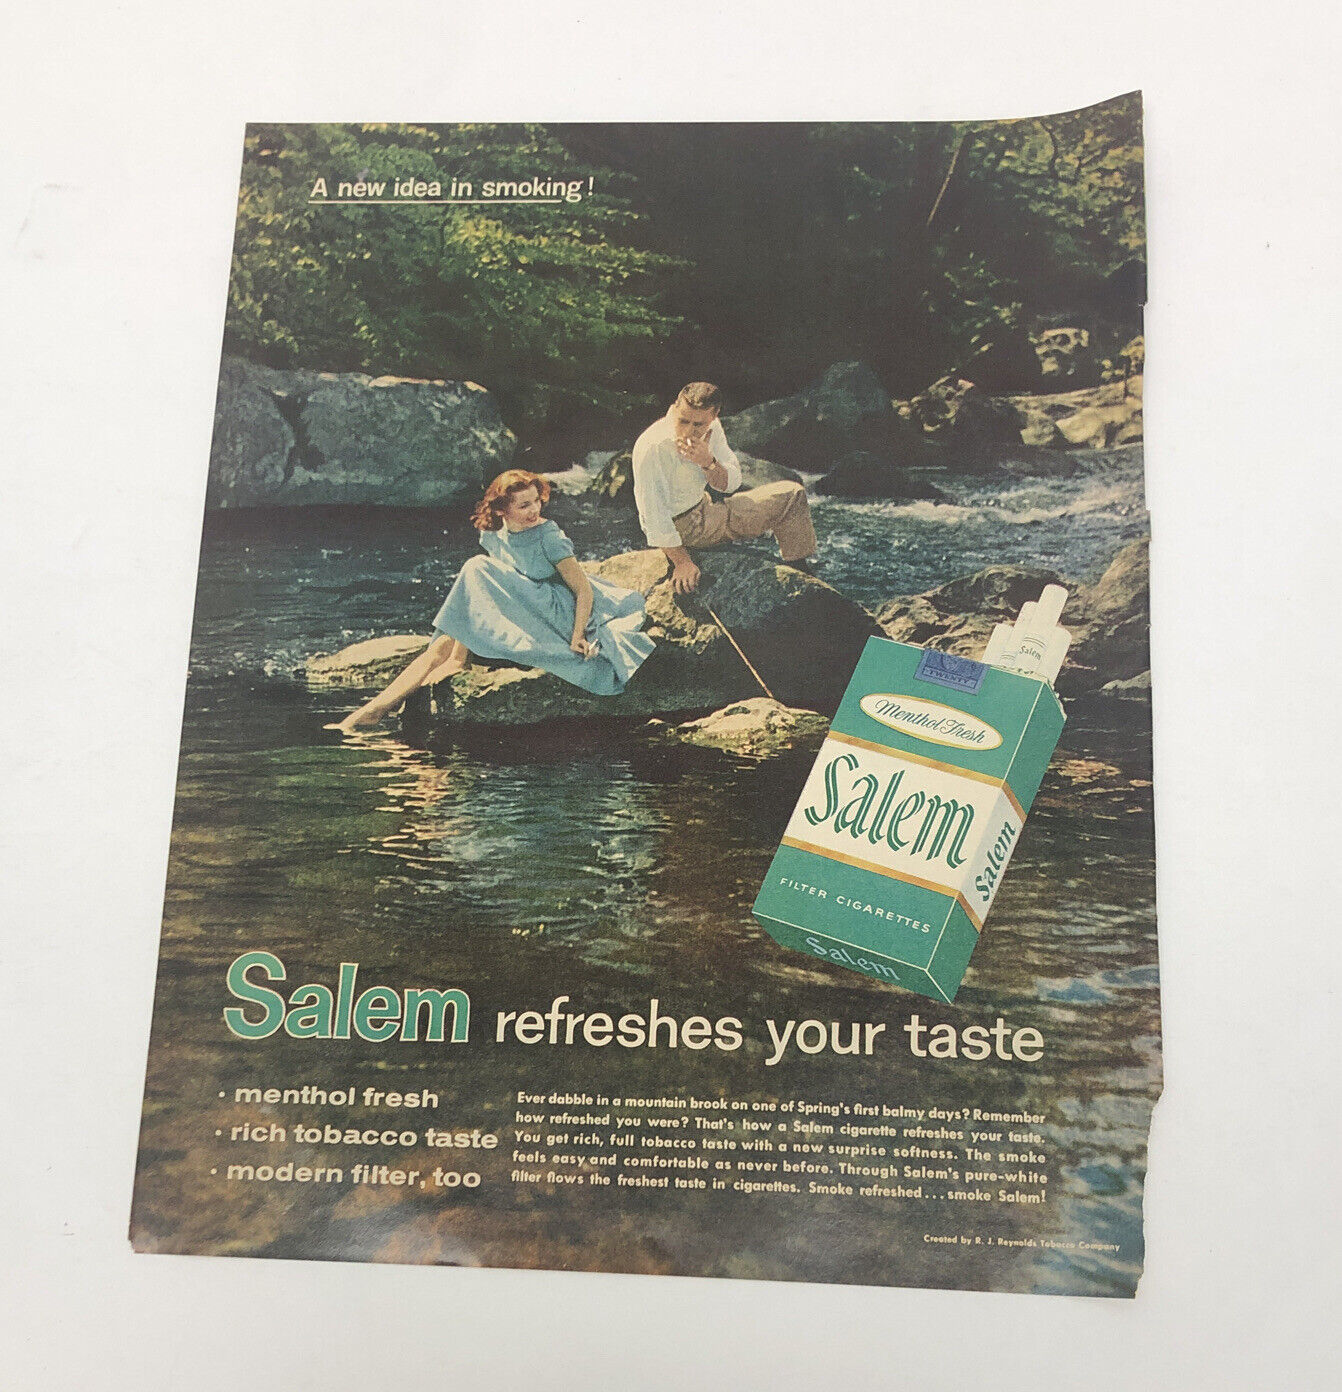 A new idea in smoking!
TWENTY
Salem
Menthol Fresh
Salem
Salem
FILTER CIGARETTES
Salem
Salem refreshes your taste
• menthol fresh
• rich tobacco taste
• modern filter, too
Ever dabble in a mountain brook on one of Spring's first balmy days? Remember
how refreshed you were? That's how a Salem cigarette refreshes your taste.
You get rich, full tobacco taste with a new surprise softness. The smoke
feels easy and comfortable as never before. Through Salem's pure-white
filter flows the freshest taste in cigarettes. Smoke refreshed...smoke Salem!
Created by R. J. Reynolds Tobacco Company